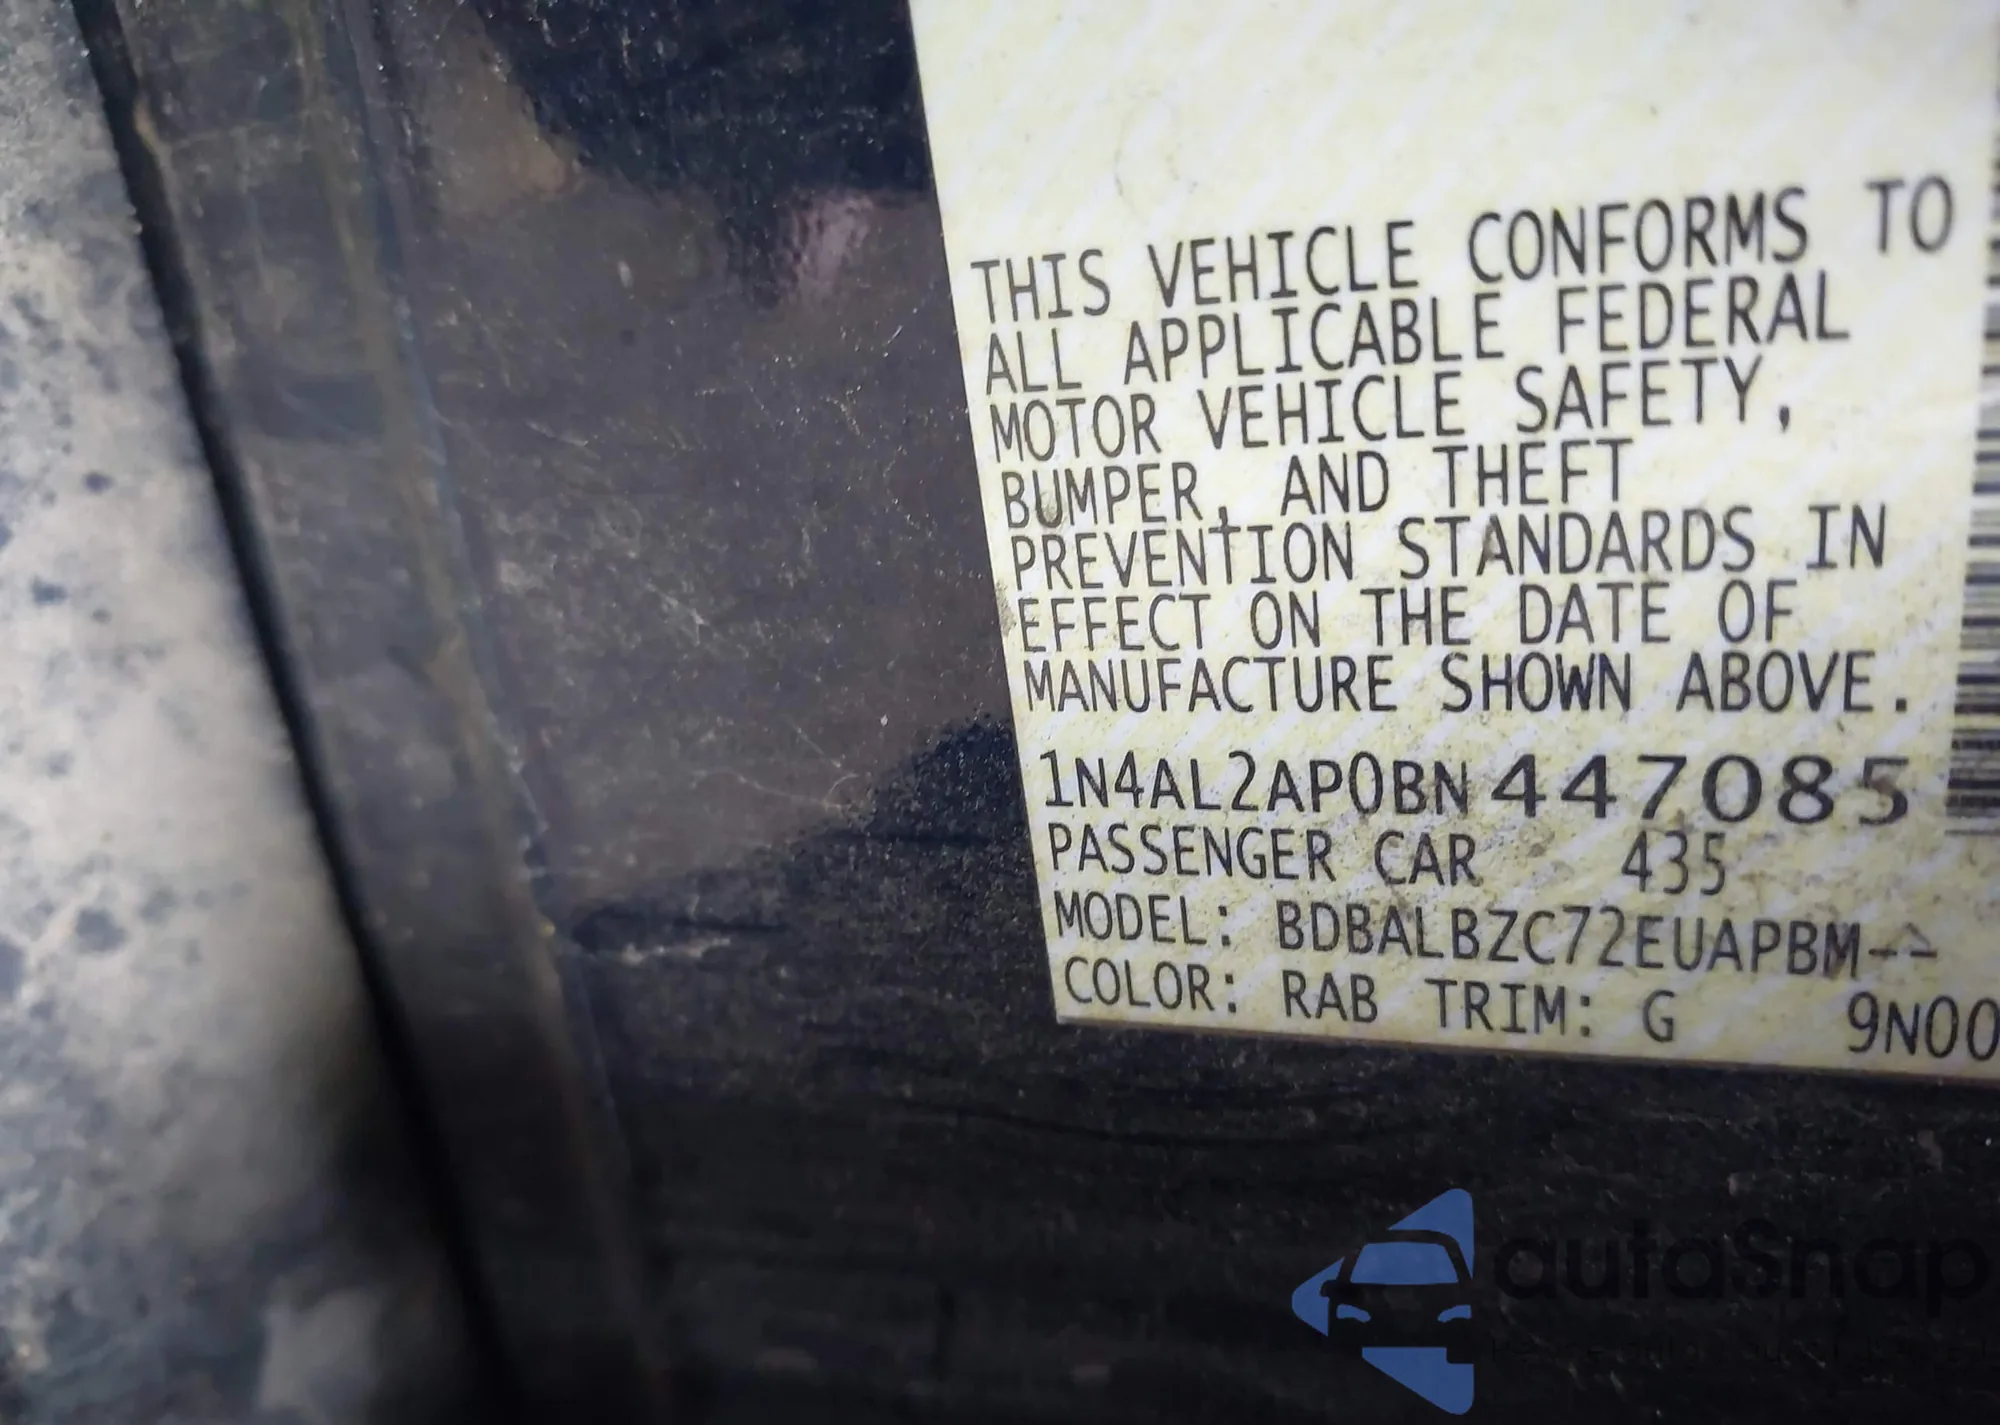 THIS VEHICLE CONFORMS TO
ALL APPLICABLE FEDERAL
MOTOR VEHICLE SAFETY,
BUMPER, AND THEFT
PREVENTION STANDARDS IN
EFFECT ON THE DATE OF
MANUFACTURE SHOWN ABOVE.
1N4AL2AP0BN447085
PASSENGER CAR 435
MODEL: BDBALBZC72EUAPBM--
COLOR: RAB TRIM: G 9N00
autoSnap